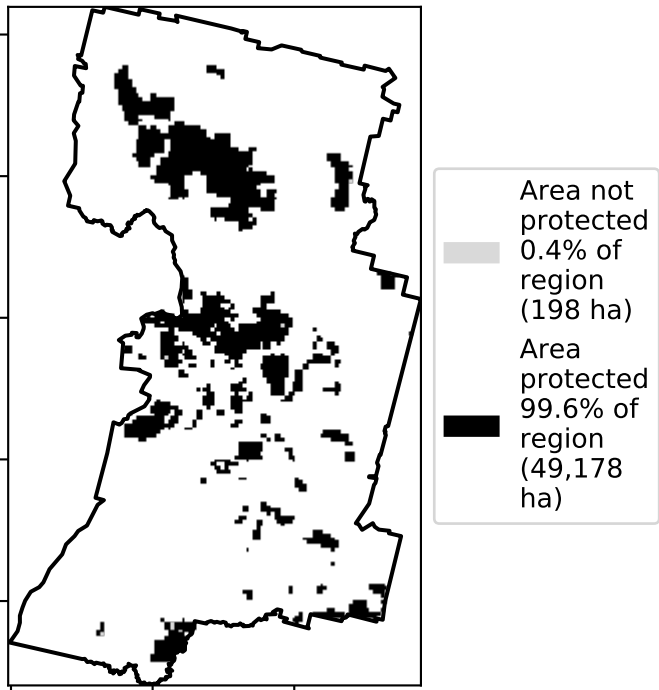 Area not
protected
0.4% of
region
(198 ha)
Area
protected
99.6% of
region
(49,178
ha)